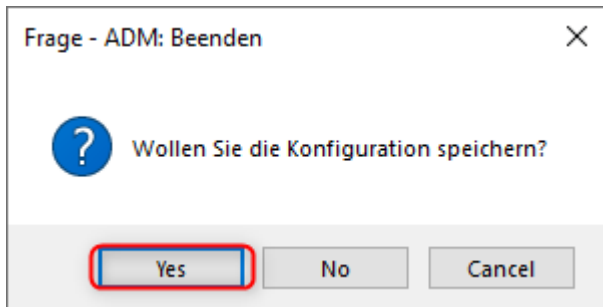 Frage - ADM: Beenden
Wollen Sie die Konfiguration speichern?
Yes No Cancel